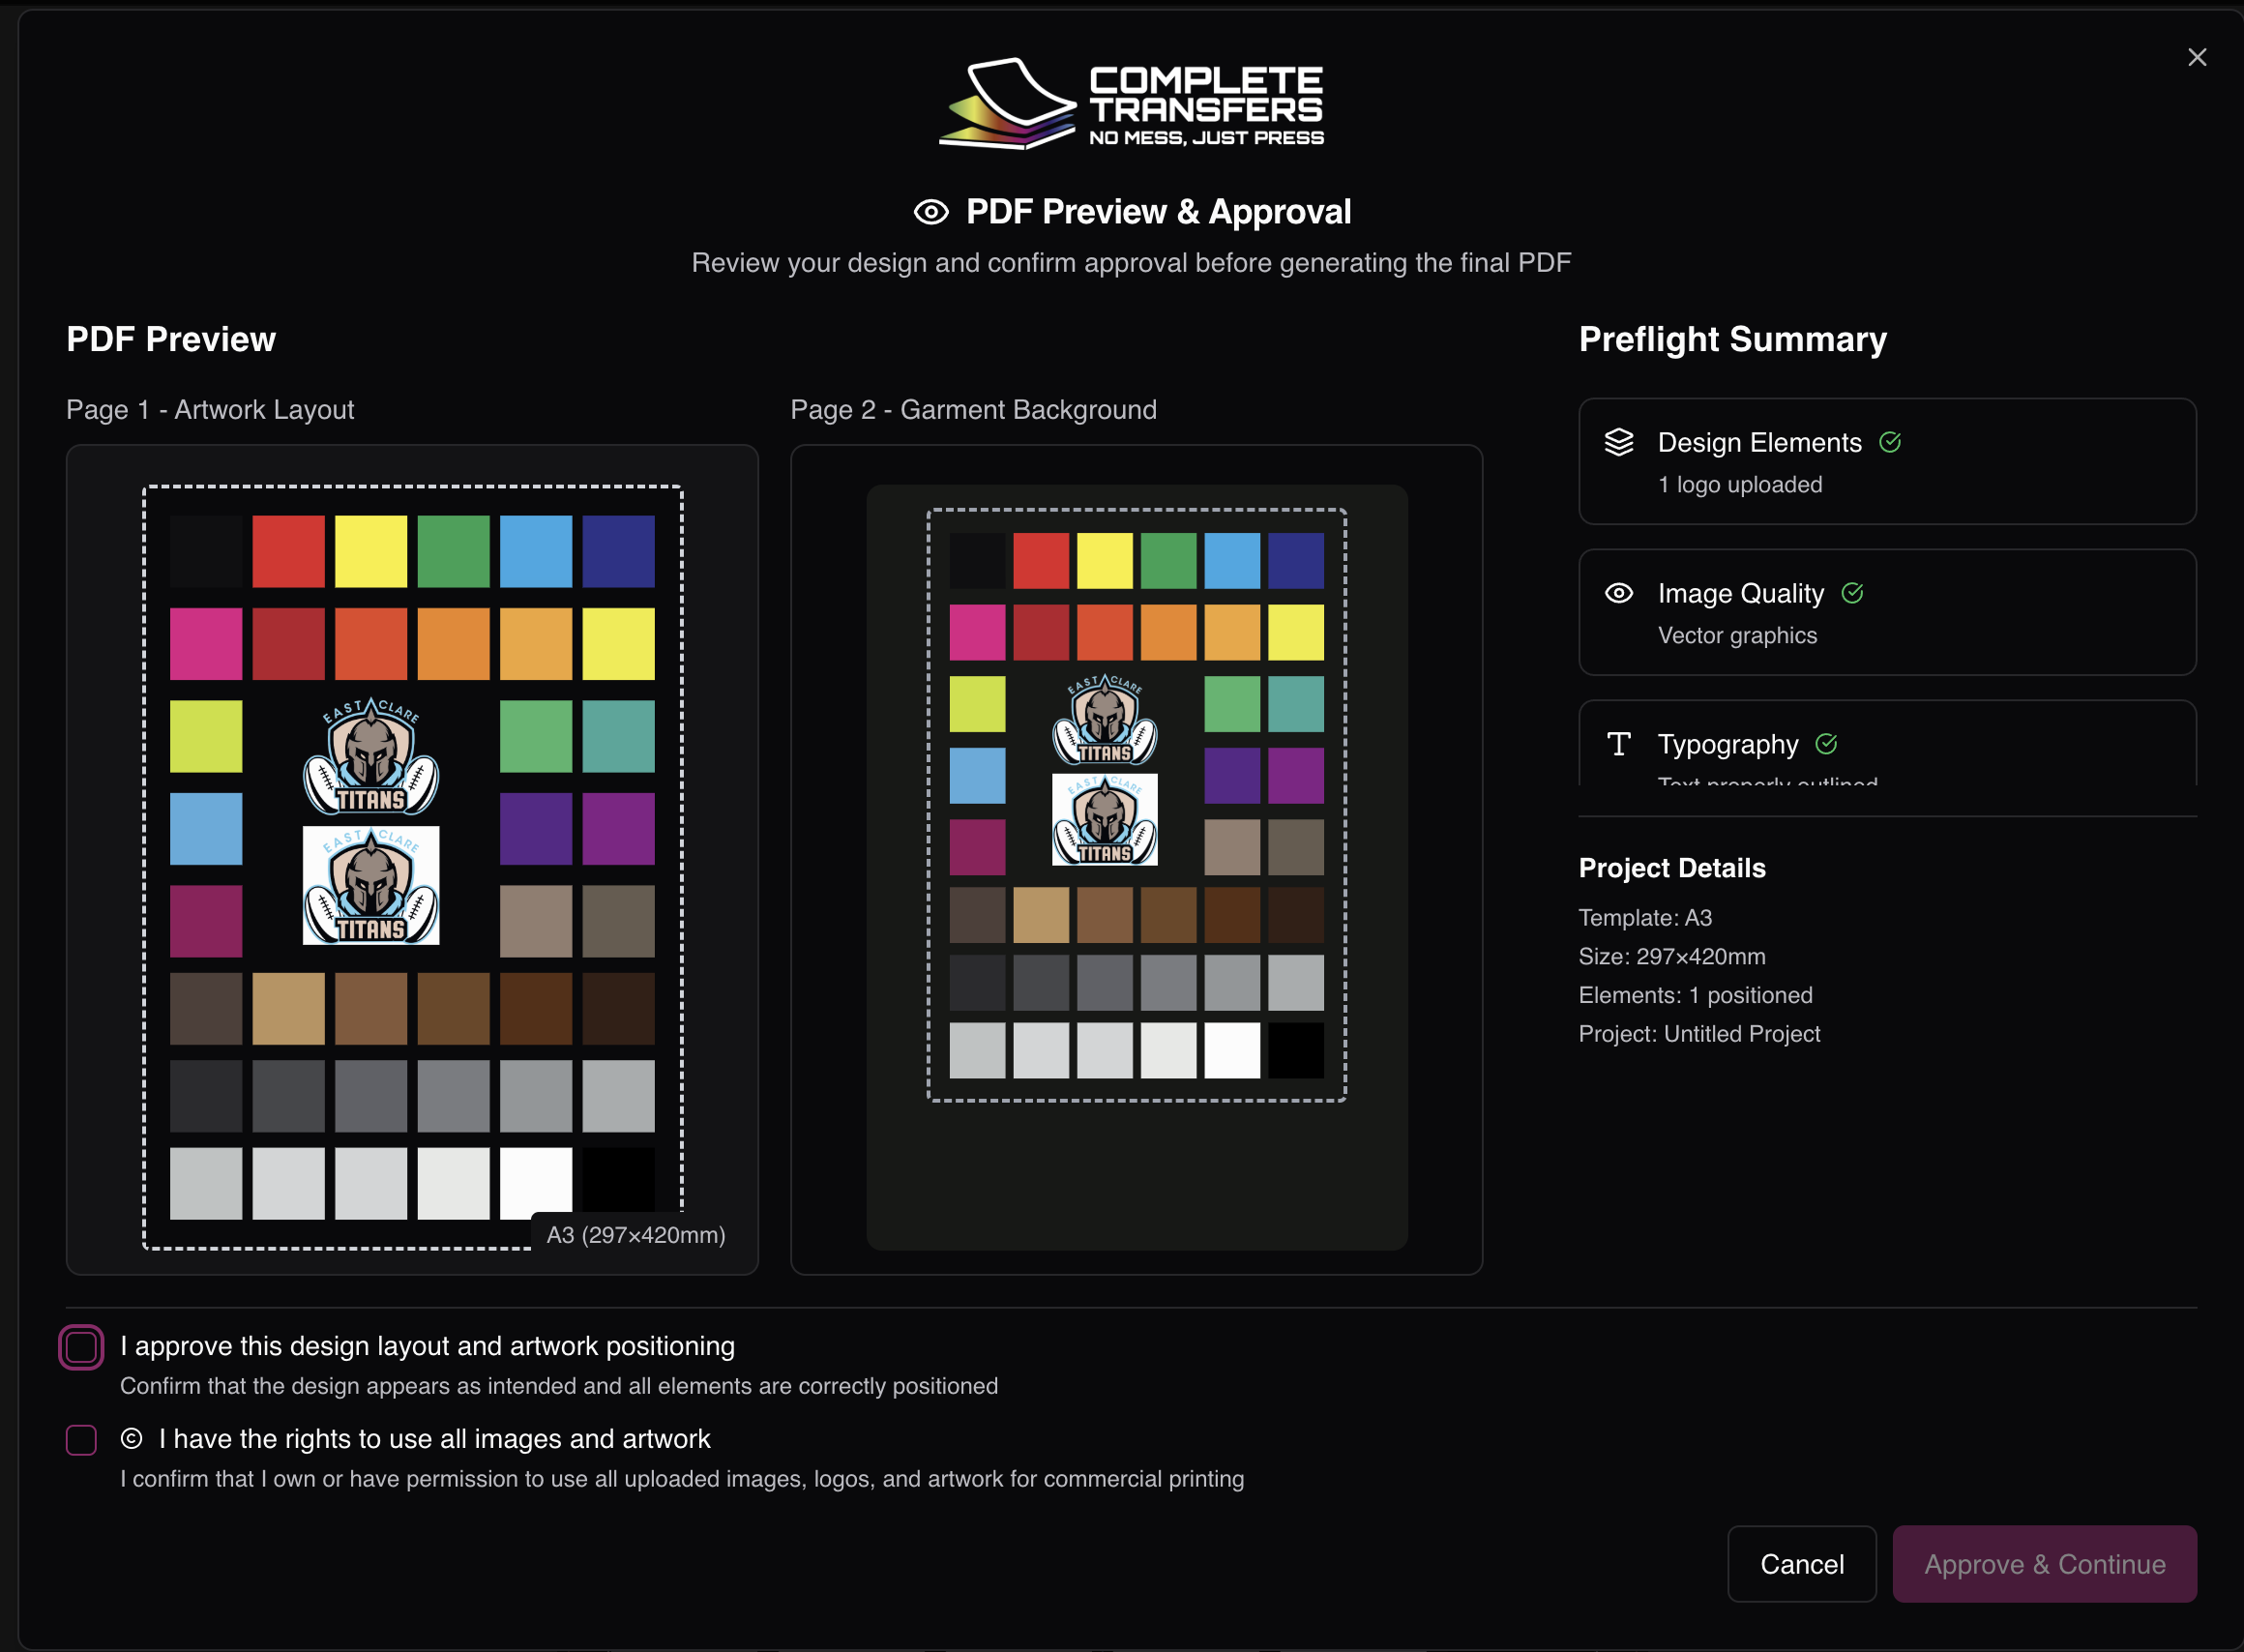 COMPLETE
TRANSFERS
NO MESS, JUST PRESS
PDF Preview & Approval
Review your design and confirm approval before generating the final PDF
PDF Preview
Page 1 - Artwork Layout
EAST CLARE
TITANS
EAST CLARE
TITANS
A3 (297×420mm)
Page 2 - Garment Background
EAST CLARE
TITANS
EAST CLARE
TITANS
Preflight Summary
Design Elements
1 logo uploaded
Image Quality
Vector graphics
Typography
Text properly outlined
Project Details
Template: A3
Size: 297×420mm
Elements: 1 positioned
Project: Untitled Project
I approve this design layout and artwork positioning
Confirm that the design appears as intended and all elements are correctly positioned
© I have the rights to use all images and artwork
I confirm that I own or have permission to use all uploaded images, logos, and artwork for commercial printing
Cancel
Approve & Continue